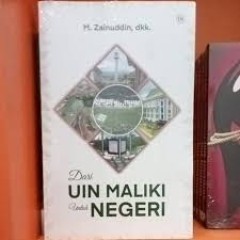 M. Zainuddin, dkk.
Dari
UIN MALIKI
Untuk
NEGERI